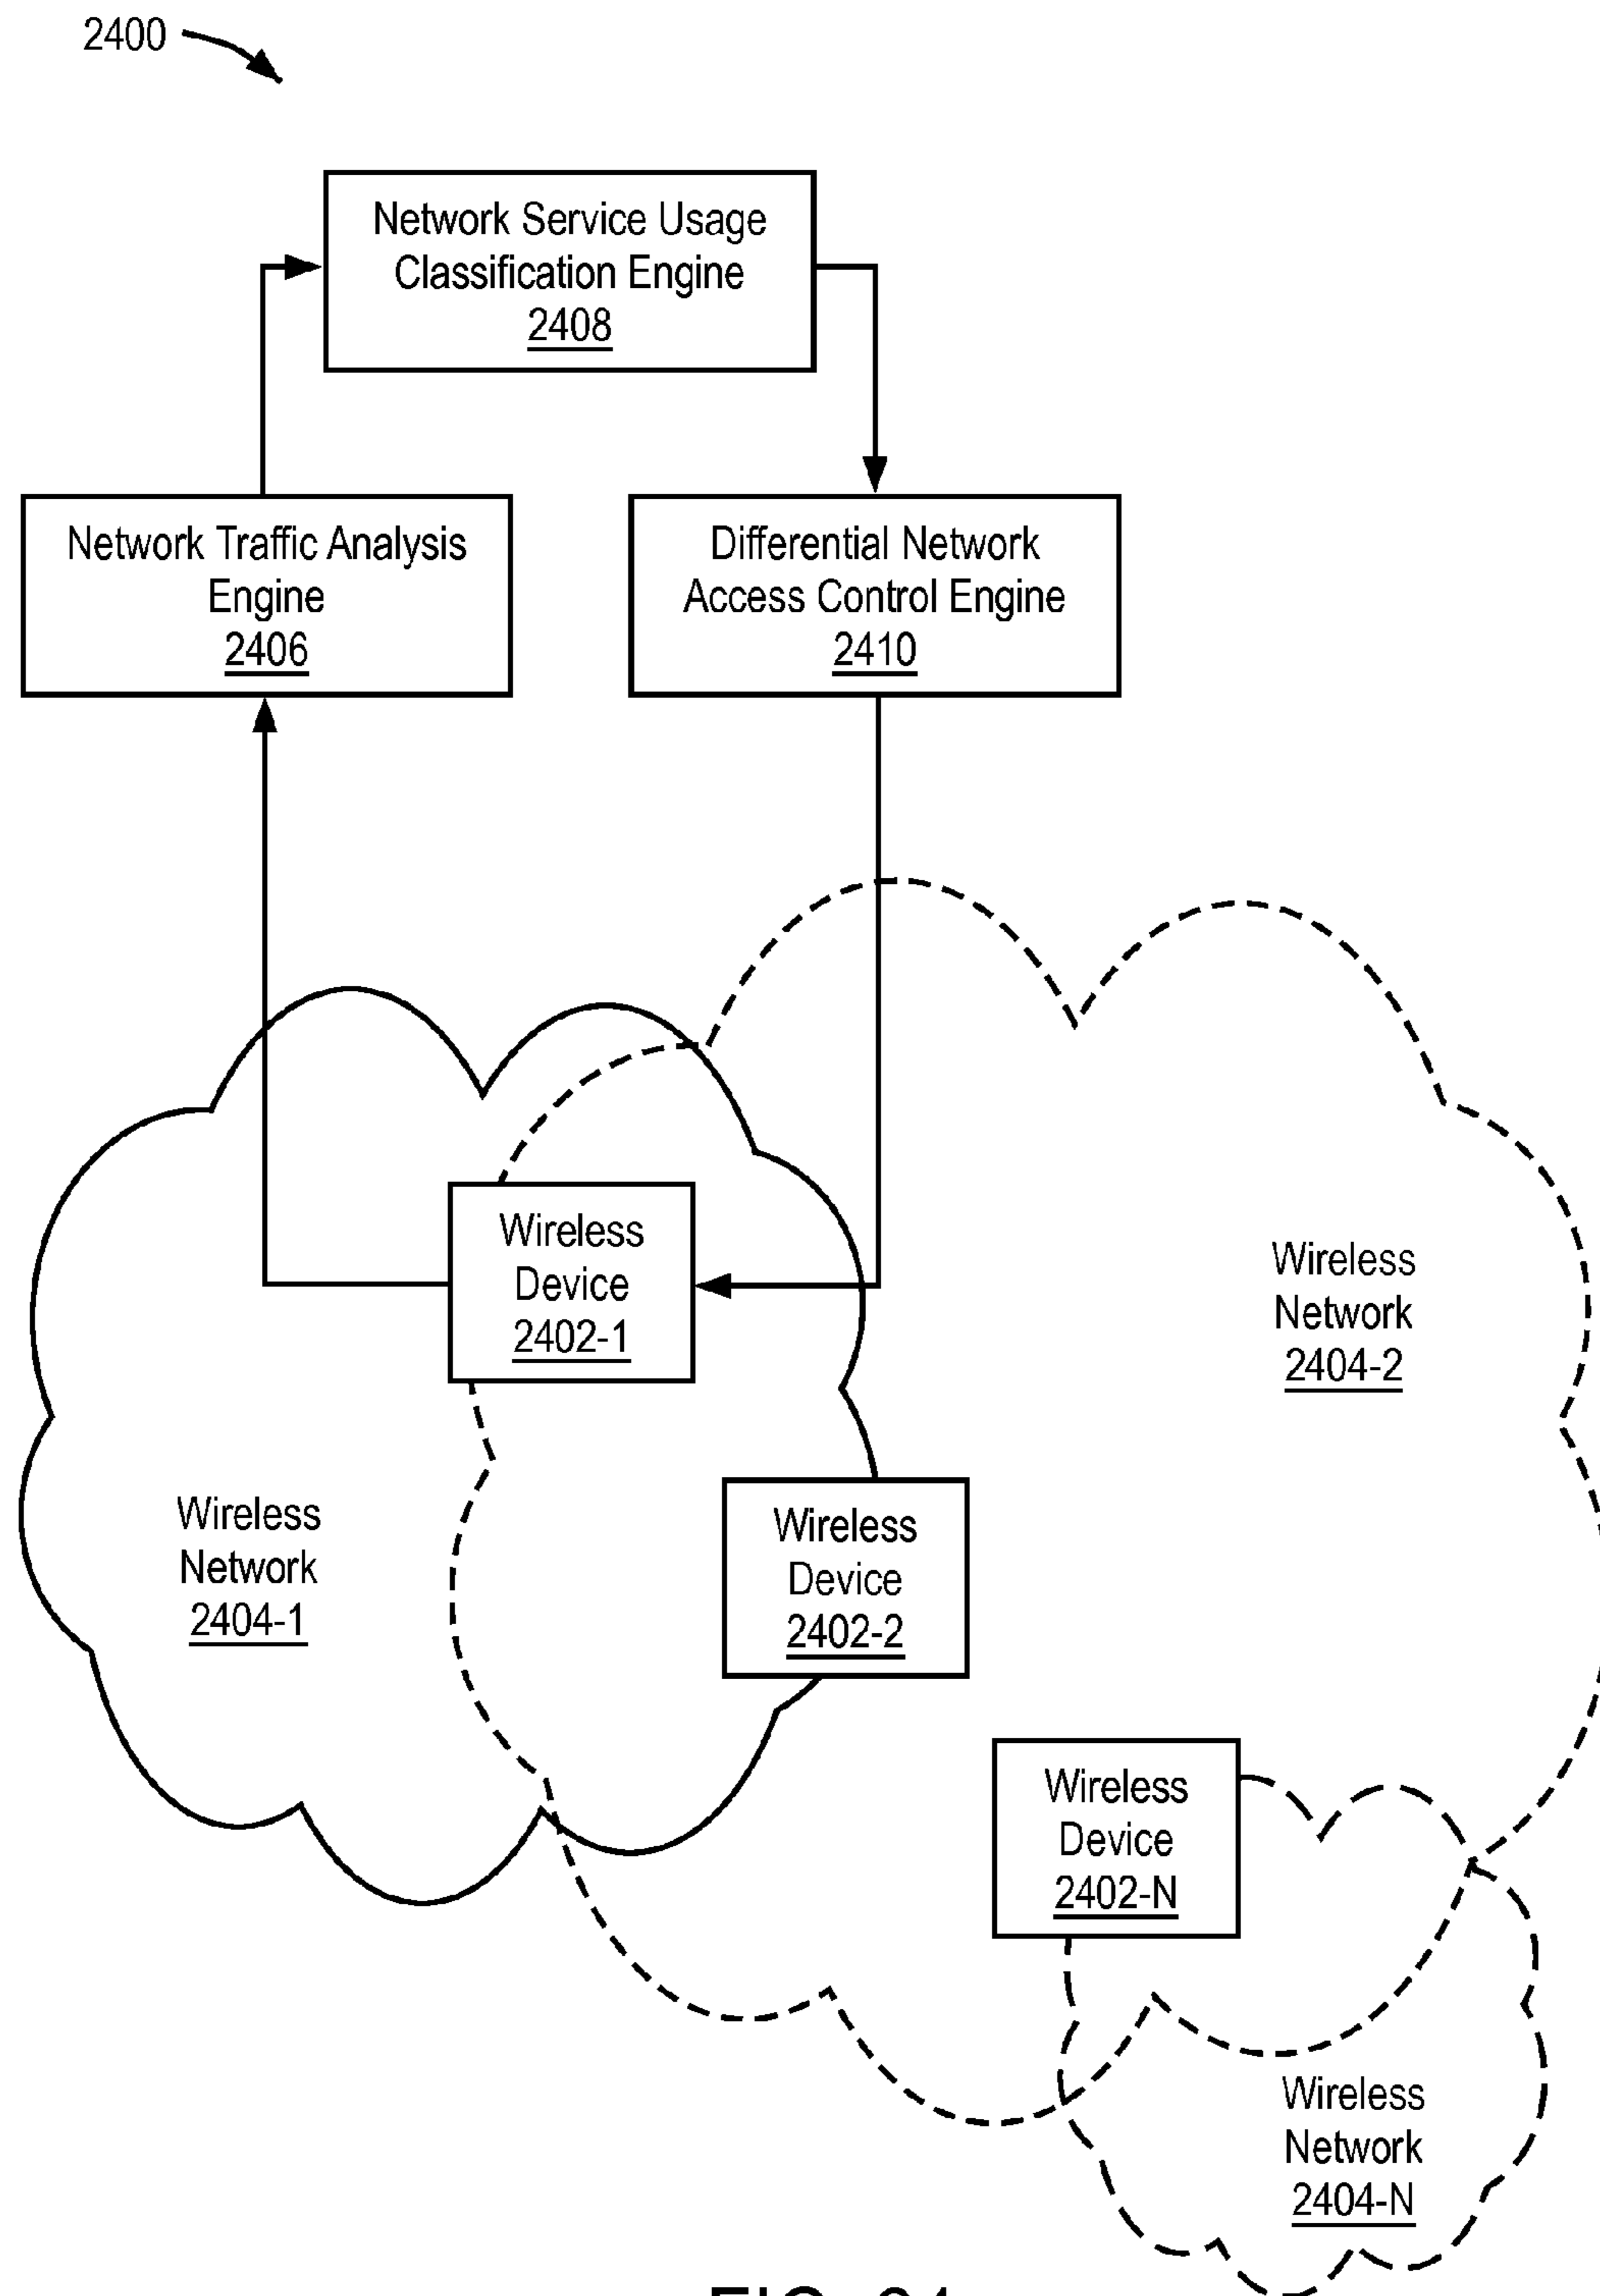 2400
Network Service Usage
Classification Engine
2408
Network Traffic Analysis
Engine
2406
Differential Network
Access Control Engine
2410
Wireless
Device
2402-1
Wireless
Network
2404-2
Wireless
Network
2404-1
Wireless
Device
2402-2
Wireless
Device
2402-N
Wireless
Network
2404-N